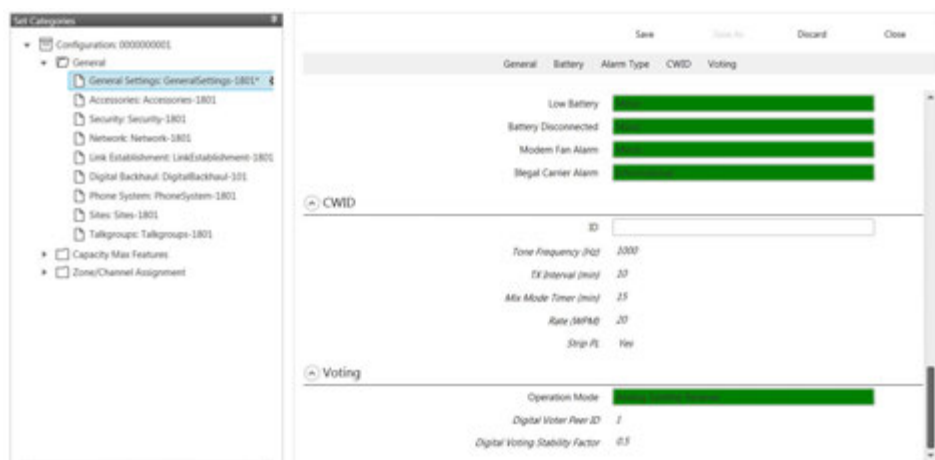 Set Categories
Configuration: 0000000001
General
General Settings: GeneralSettings-1801*
Accessories: Accessories-1801
Security: Security-1801
Network: Network-1801
Link Establishment: LinkEstablishment-1801
Digital Backhaul: DigitalBackhaul-101
Phone System: PhoneSystem-1801
Sites: Sites-1801
Talkgroups: Talkgroups-1801
Capacity Max Features
Zone/Channel Assignment
Save Save As Discard Close
General Battery Alarm Type CWID Voting
Low Battery
Battery Disconnected
Modem Fan Alarm
Illegal Carrier Alarm
CWID
ID
Tone Frequency (Hz) 1000
TX Interval (min) 10
Mix Mode Timer (min) 15
Rate (WPM) 20
Strip PL Yes
Voting
Operation Mode
Digital Voter Peer ID 1
Digital Voting Stability Factor 0.5